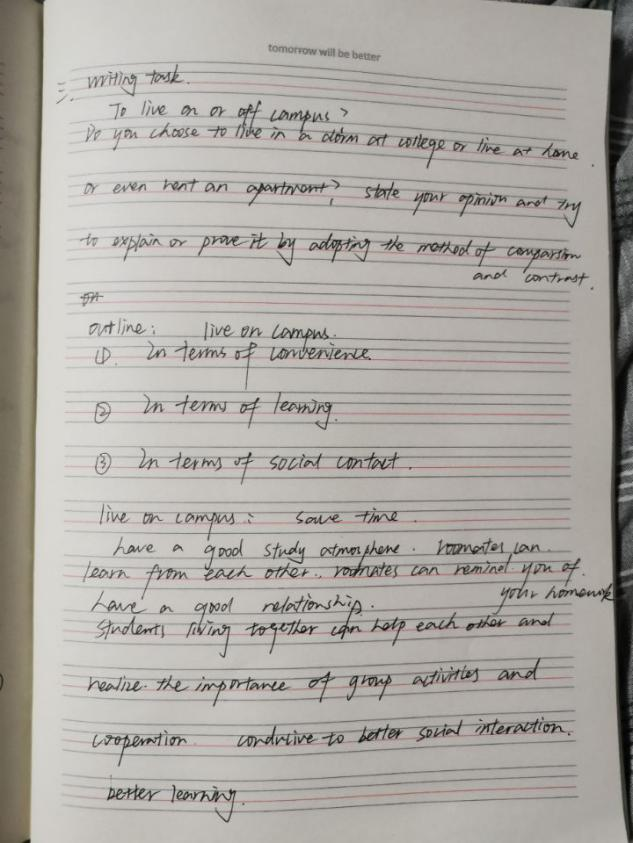 tomorrow will be better
三. writing task.
To live on or off campus?
Do you choose to live in a dorm at college or live at home
or even rent an apartment? state your opinion and try
to explain or prove it by adopting the method of comparsion
and contrast.
outline: live on campus.
①. In terms of convenience.
② In terms of learning.
③ In terms of social contact.
live on campus: save time.
have a good study atmosphere. roomates can
learn from each other. roomates can remind you of
your homework
have a good relationship.
students living together can help each other and
realize the importance of group activities and
cooperation. conducive to better social interaction.
better learning.